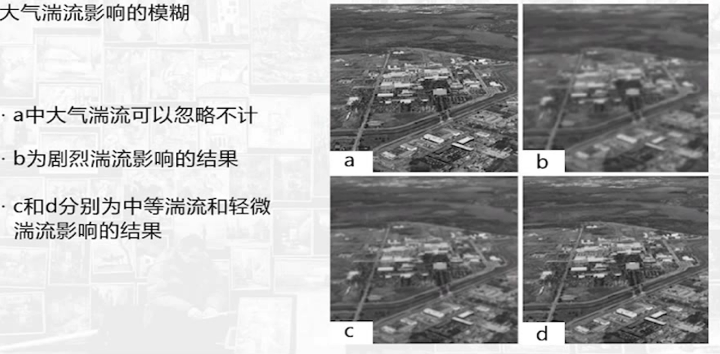 大气湍流影响的模糊
· a中大气湍流可以忽略不计
· b为剧烈湍流影响的结果
· c和d分别为中等湍流和轻微
湍流影响的结果
a
b
c
d